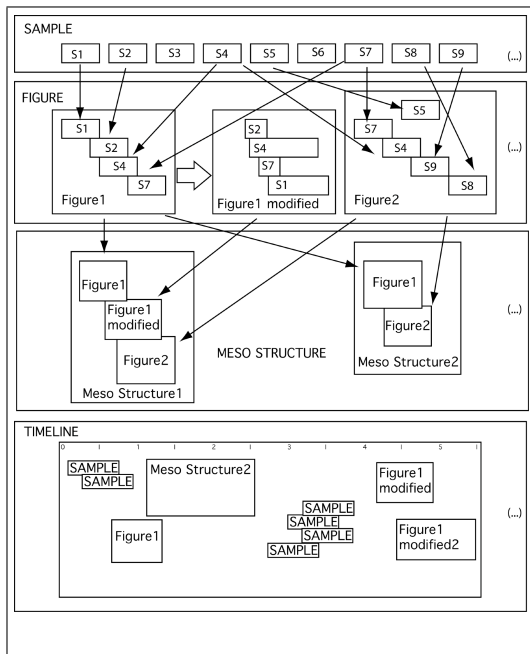 SAMPLE
S1 S2 S3 S4 S5 S6 S7 S8 S9 (...)
FIGURE
S1
S2
S4
S7
Figure1
S2
S4
S7
S1
Figure1 modified
S5
S7
S4
S9
S8
Figure2
(...)
Figure1
Figure1
modified
Figure2
Meso Structure1
MESO STRUCTURE
Figure1
Figure2
Meso Structure2
(...)
TIMELINE
0 1 2 3 4 5
SAMPLE
SAMPLE
Meso Structure2
Figure1
modified
Figure1
SAMPLE
SAMPLE
SAMPLE
SAMPLE
Figure1
modified2
(...)